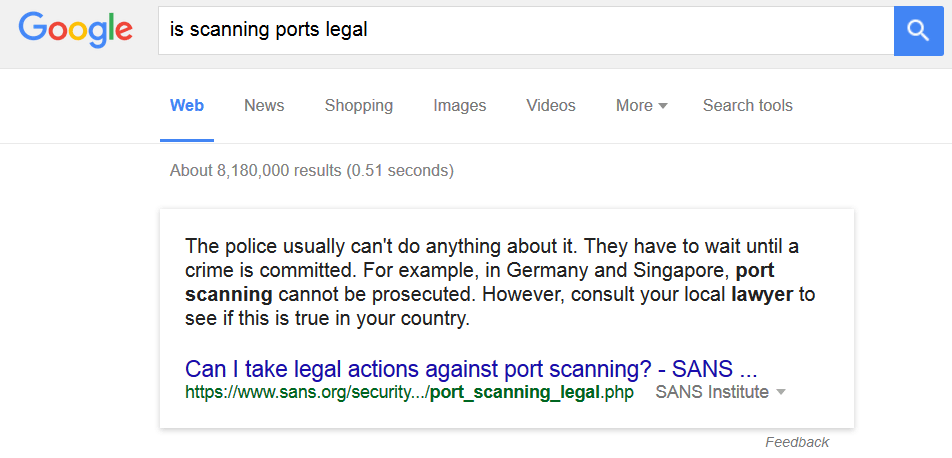 Google is scanning ports legal
Web News Shopping Images Videos More Search tools
About 8,180,000 results (0.51 seconds)
The police usually can't do anything about it. They have to wait until a
crime is committed. For example, in Germany and Singapore, port
scanning cannot be prosecuted. However, consult your local lawyer to
see if this is true in your country.
Can I take legal actions against port scanning? - SANS ...
https://www.sans.org/security.../port_scanning_legal.php SANS Institute
Feedback